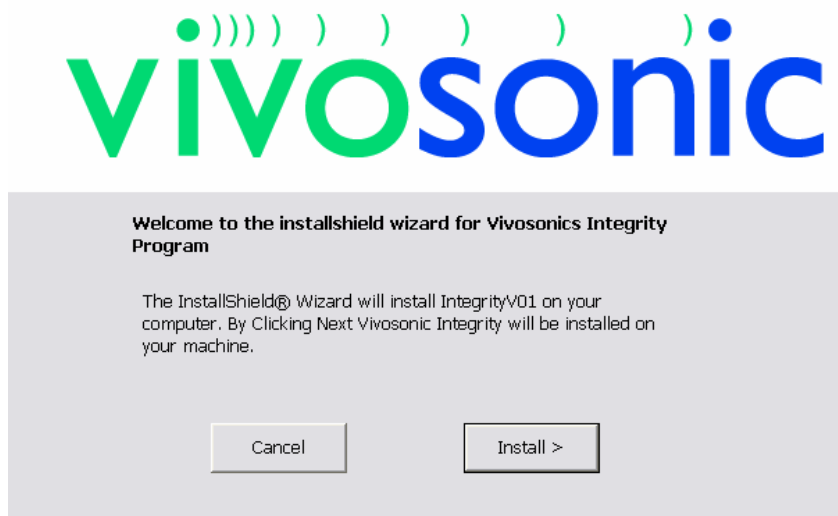 vivosonic
Welcome to the installshield wizard for Vivosonics Integrity
Program
The InstallShield® Wizard will install IntegrityV01 on your
computer. By Clicking Next Vivosonic Integrity will be installed on
your machine.
Cancel
Install >